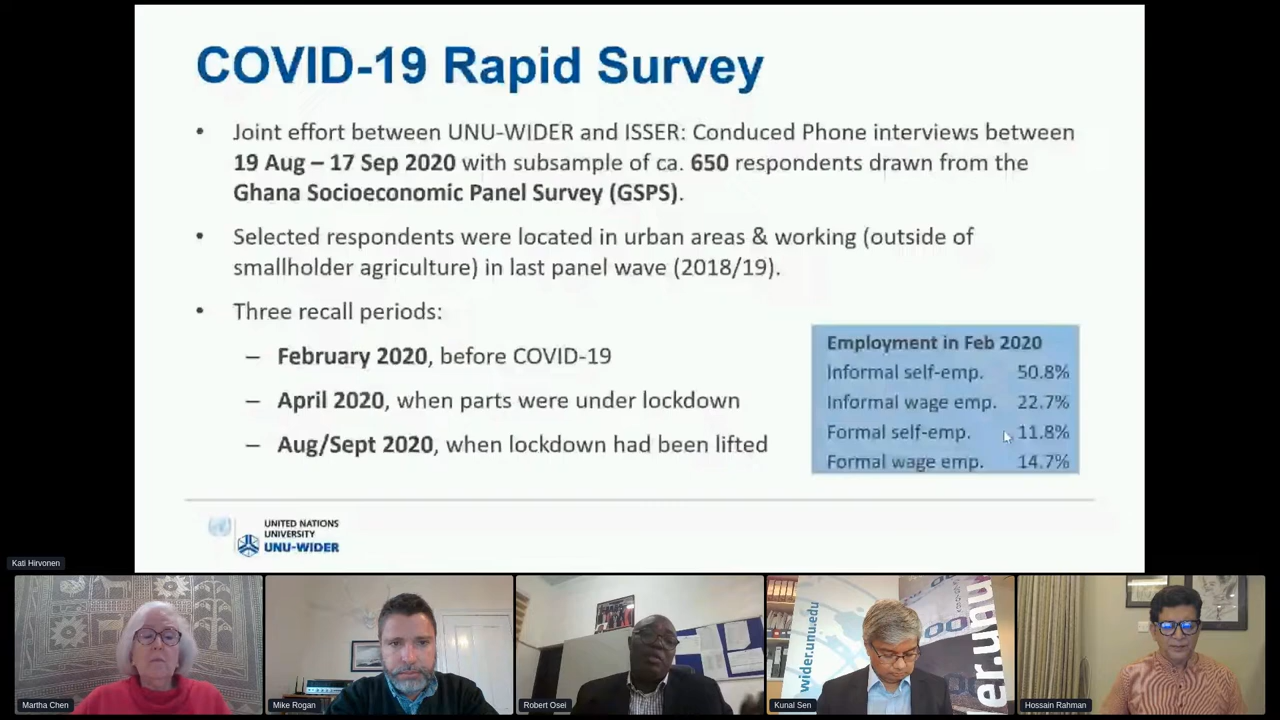 COVID-19 Rapid Survey
• Joint effort between UNU-WIDER and ISSER: Conduced Phone interviews between
19 Aug – 17 Sep 2020 with subsample of ca. 650 respondents drawn from the
Ghana Socioeconomic Panel Survey (GSPS).
• Selected respondents were located in urban areas & working (outside of
smallholder agriculture) in last panel wave (2018/19).
• Three recall periods:
– February 2020, before COVID-19
– April 2020, when parts were under lockdown
– Aug/Sept 2020, when lockdown had been lifted
Employment in Feb 2020
Informal self-emp. 50.8%
Informal wage emp. 22.7%
Formal self-emp. 11.8%
Formal wage emp. 14.7%
UNITED NATIONS
UNIVERSITY
UNU-WIDER
Kati Hirvonen
wider.unu.edu
er.unu
Martha Chen
Mike Rogan
Robert Osei
Kunal Sen
Hossain Rahman